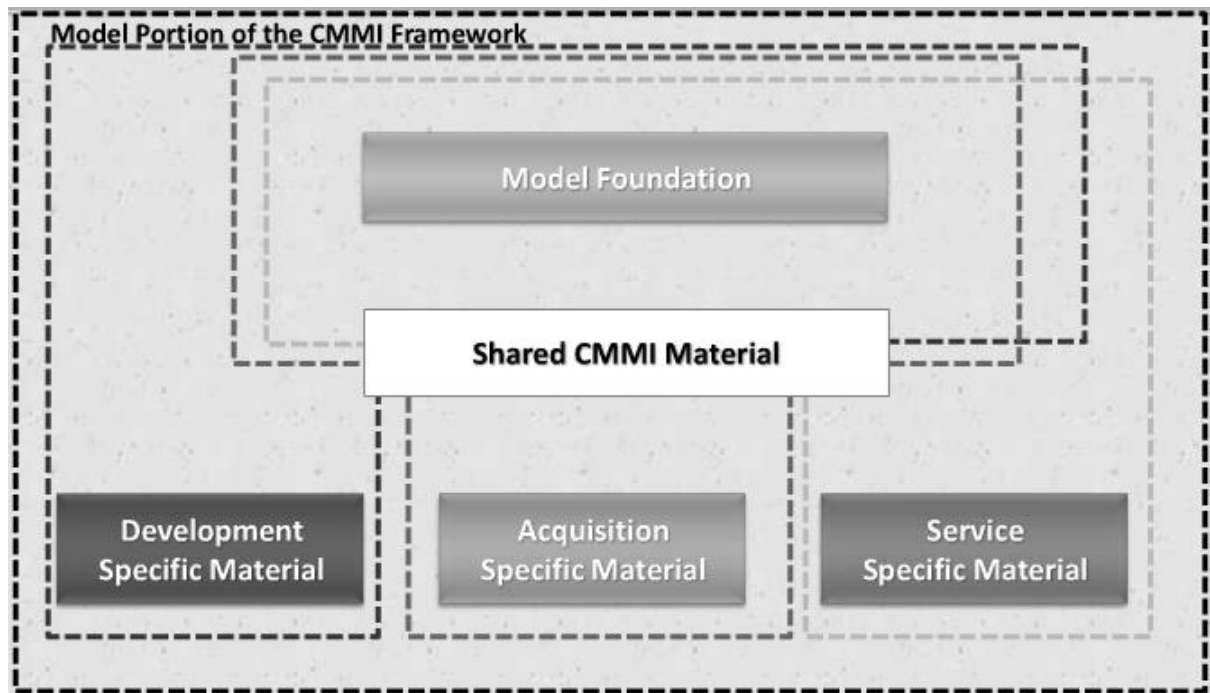 Model Portion of the CMMI Framework
Model Foundation
Shared CMMI Material
Development
Specific Material
Acquisition
Specific Material
Service
Specific Material